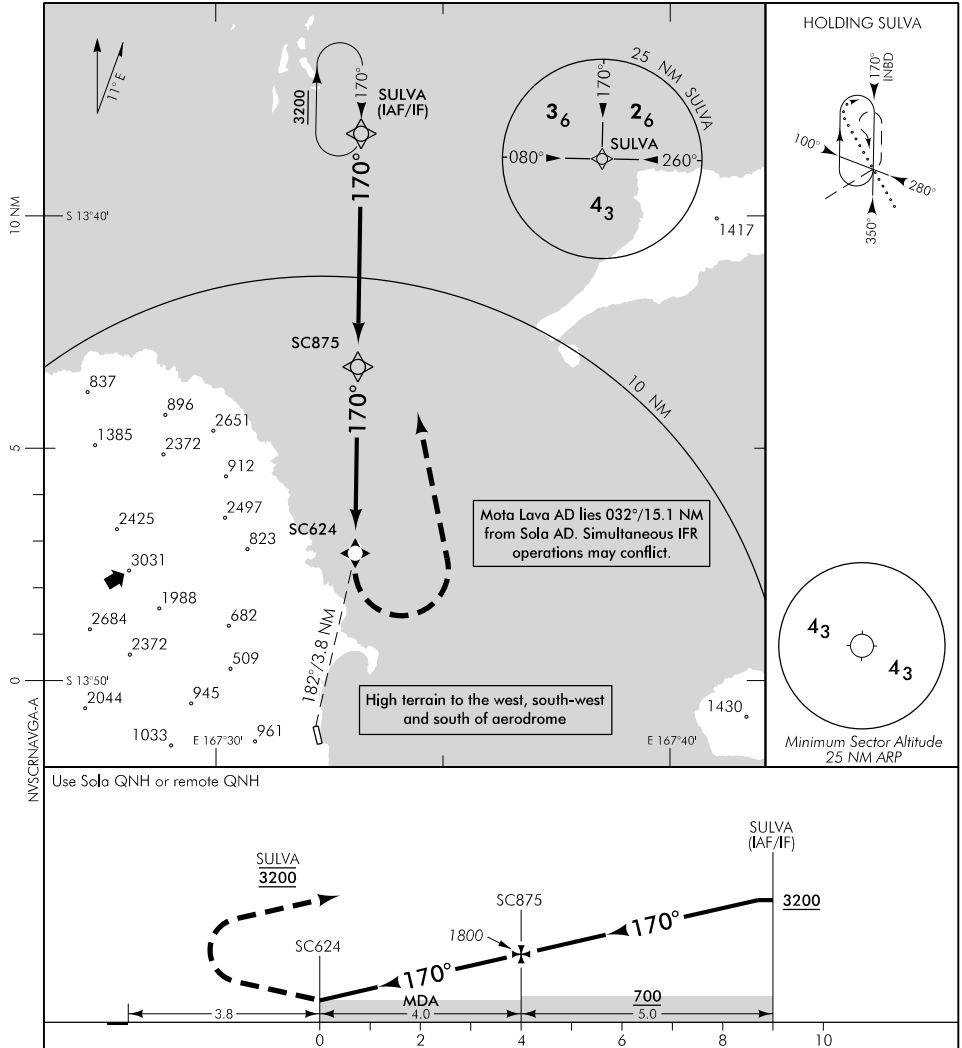 11° E
170°
3200
SULVA
(IAF/IF)
170°
25 NM SULVA
170°
3₆
2₆
SULVA
080°
260°
4₃
HOLDING SULVA
170°
INBD
100°
280°
350°
10 NM
S 13°40'
1417
SC875
170°
10 NM
837
896
2651
1385
2372
912
5
2425
2497
823
SC624
Mota Lava AD lies 032°/15.1 NM
from Sola AD. Simultaneous IFR
operations may conflict.
3031
1988
2684
2372
682
509
182°/3.8 NM
4₃
4₃
0
S 13°50'
2044
945
High terrain to the west, south-west
and south of aerodrome
1430
1033
E 167°30'
961
E 167°40'
Minimum Sector Altitude
25 NM ARP
NVSCRNAVGA-A
Use Sola QNH or remote QNH
SULVA
3200
SULVA
(IAF/IF)
SC875
3200
170°
1800
SC624
170°
MDA
700
3.8
4.0
5.0
0
2
4
6
8
10